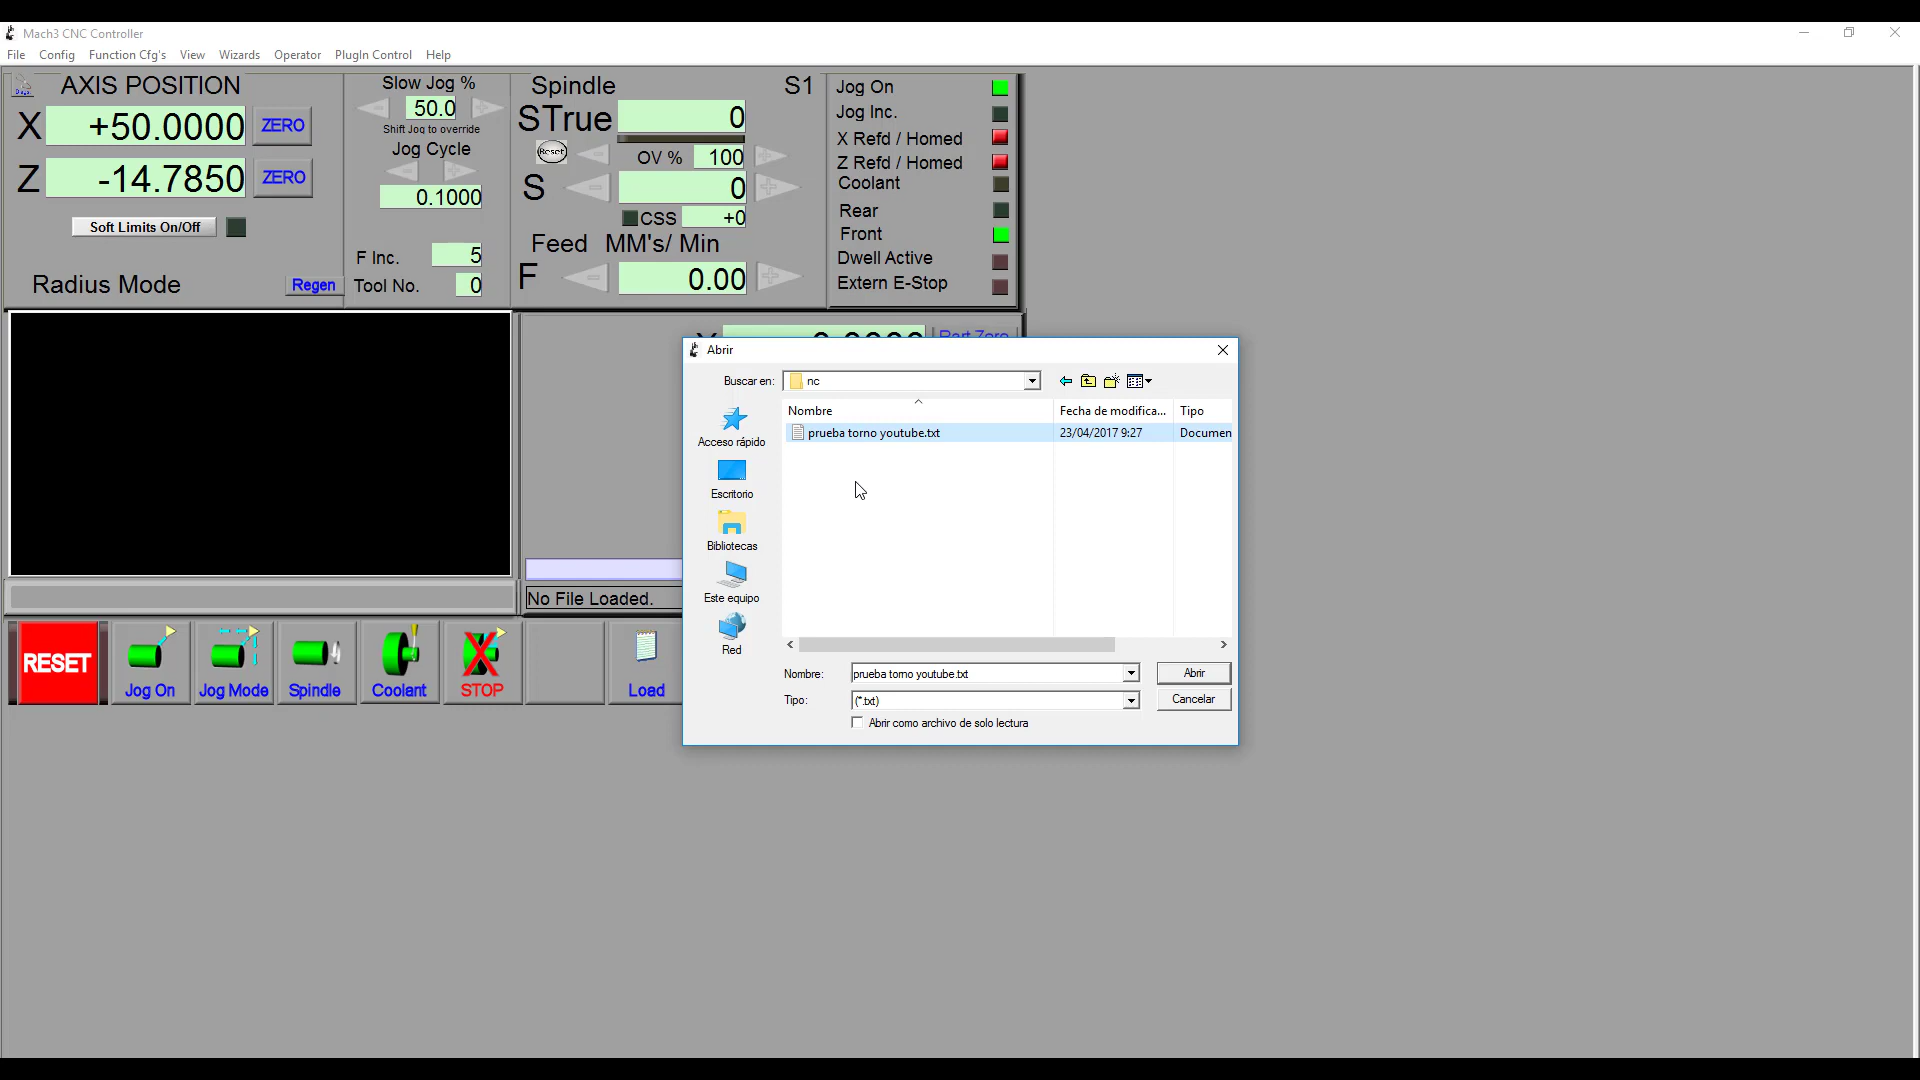 Mach3 CNC Controller
File Config Function Cfg's View Wizards Operator PlugIn Control Help
AXIS POSITION
X +50.0000 ZERO
Z -14.7850 ZERO
Soft Limits On/Off
Radius Mode Regen
Slow Jog %
50.0
Shift Jog to override
Jog Cycle
0.1000
F Inc. 5
Tool No. 0
Spindle S1
STrue 0
Reset OV % 100
S 0
CSS +0
Feed MM's/ Min
F 0.00
Jog On
Jog Inc.
X Refd / Homed
Z Refd / Homed
Coolant
Rear
Front
Dwell Active
Extern E-Stop
No File Loaded.
RESET
Jog On
Jog Mode
Spindle
Coolant
STOP
Load
Abrir
Buscar en: nc
Nombre Fecha de modifica... Tipo
prueba torno youtube.txt 23/04/2017 9:27 Documen
Acceso rápido
Escritorio
Bibliotecas
Este equipo
Red
Nombre: prueba torno youtube.txt Abrir
Tipo: (*.txt) Cancelar
Abrir como archivo de solo lectura